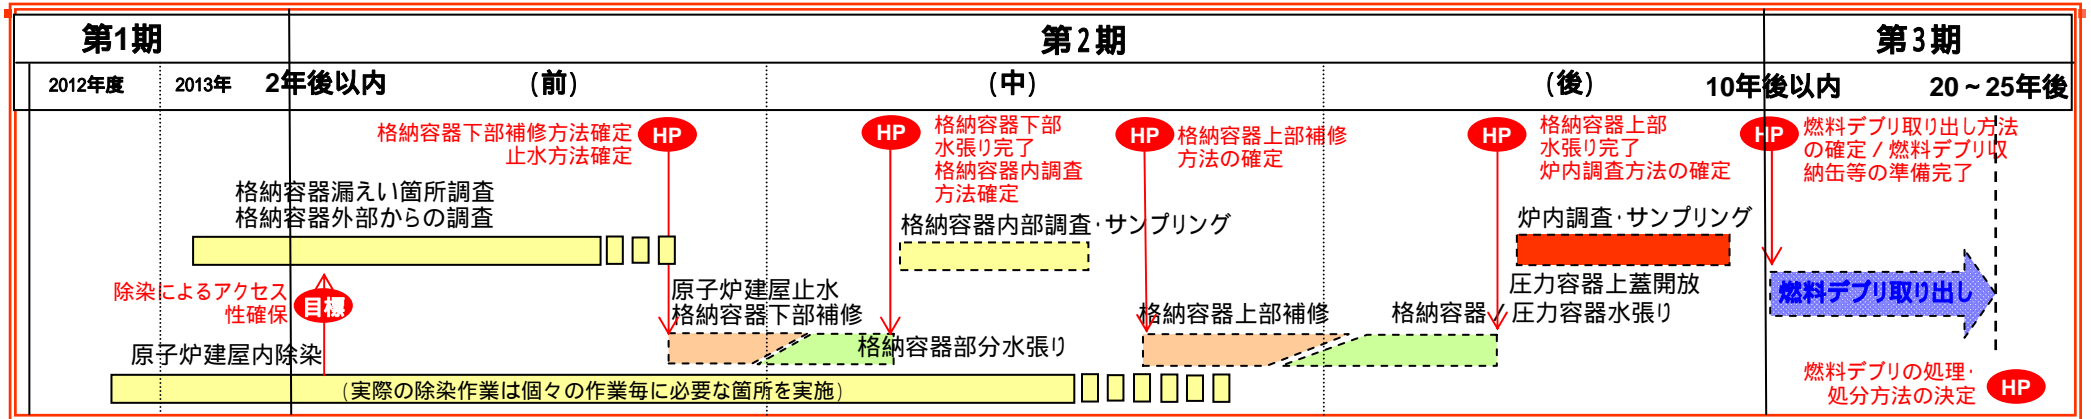 第1期
第2期
第3期
2012年度
2013年
2年後以内
(前)
(中)
(後)
10年後以内
20～25年後
格納容器下部補修方法確定
止水方法確定
HP
HP
格納容器下部
水張り完了
格納容器内調査
方法確定
HP
格納容器上部補修
方法の確定
HP
格納容器上部
水張り完了
炉内調査方法の確定
HP
燃料デブリ取り出し方法
の確定/燃料デブリ収
納缶等の準備完了
格納容器漏えい箇所調査
格納容器外部からの調査
格納容器内部調査・サンプリング
炉内調査・サンプリング
除染によるアクセス
性確保
目標
原子炉建屋止水
格納容器下部補修
格納容器部分水張り
格納容器上部補修
圧力容器上蓋開放
格納容器/圧力容器水張り
燃料デブリ取り出し
原子炉建屋内除染
(実際の除染作業は個々の作業毎に必要な箇所を実施)
燃料デブリの処理・
処分方法の決定
HP